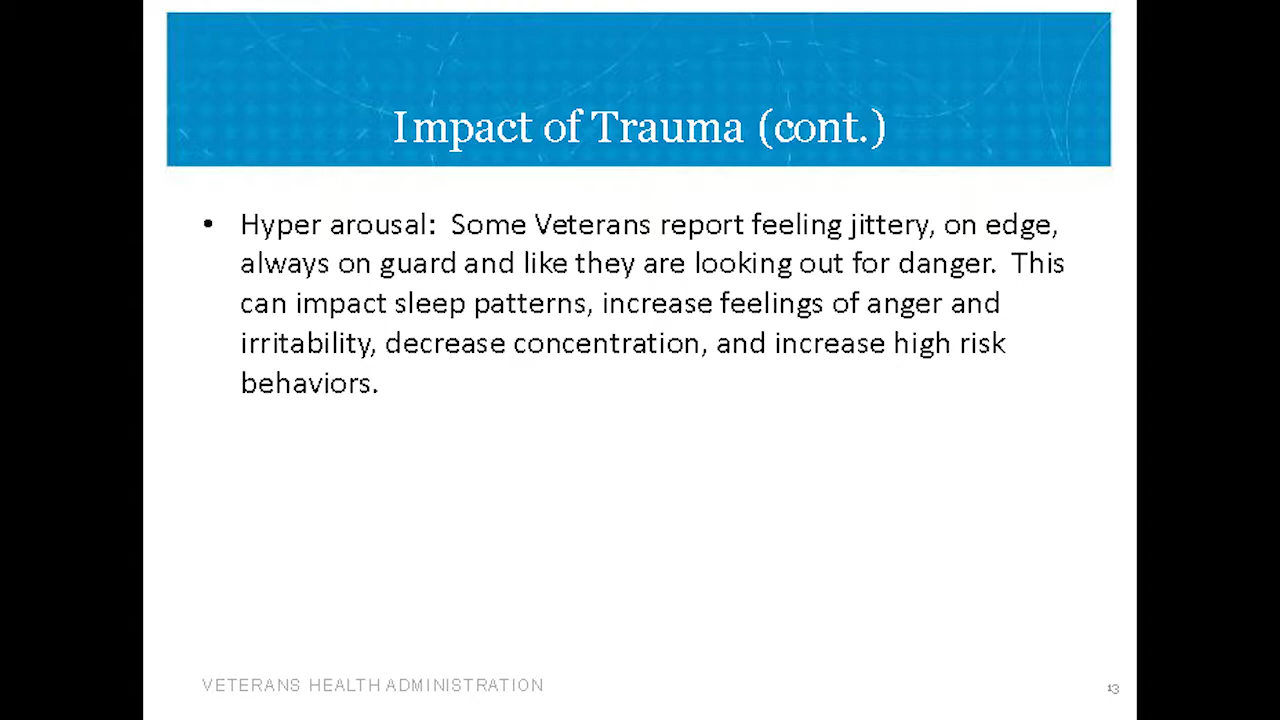 Impact of Trauma (cont.)
• Hyper arousal:  Some Veterans report feeling jittery, on edge,
always on guard and like they are looking out for danger.  This
can impact sleep patterns, increase feelings of anger and
irritability, decrease concentration, and increase high risk
behaviors.
VETERANS HEALTH ADMINISTRATION
13